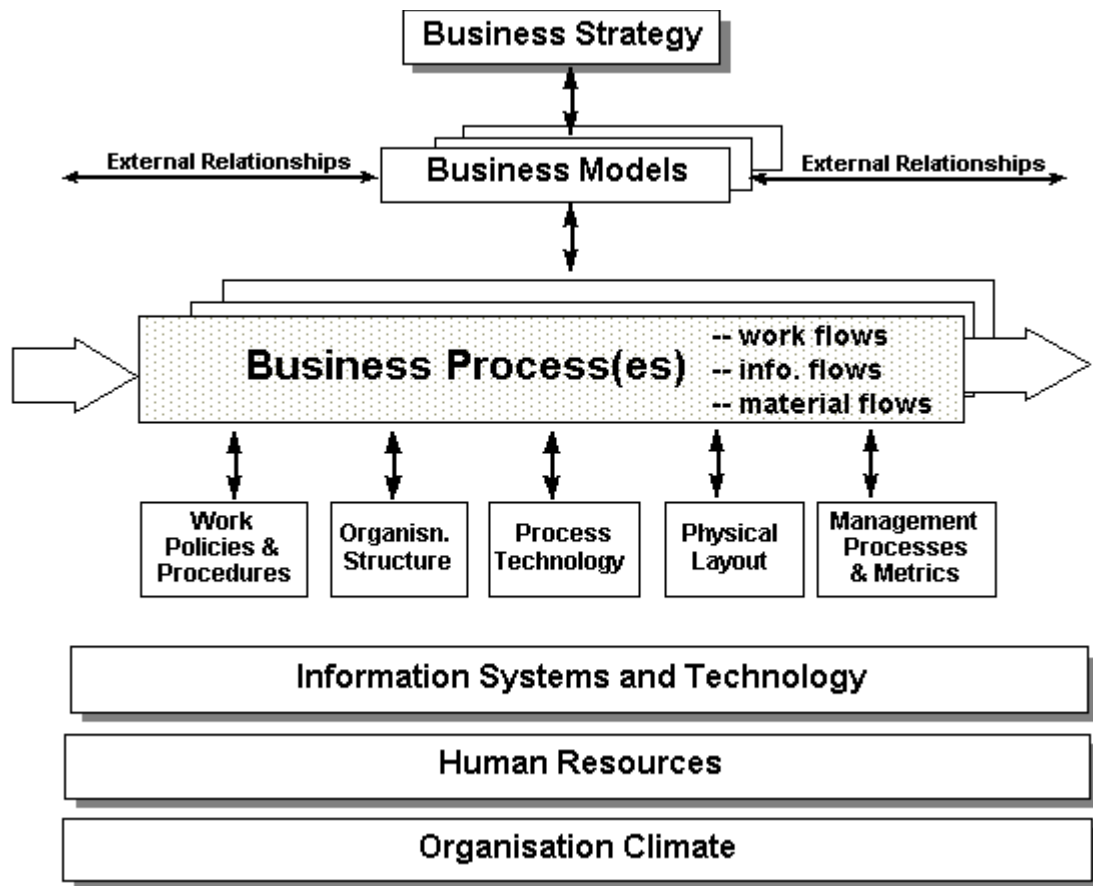 Business Strategy
External Relationships
Business Models
External Relationships
Business Process(es)
-- work flows
-- info. flows
-- material flows
Work
Policies &
Procedures
Organisn.
Structure
Process
Technology
Physical
Layout
Management
Processes
& Metrics
Information Systems and Technology
Human Resources
Organisation Climate